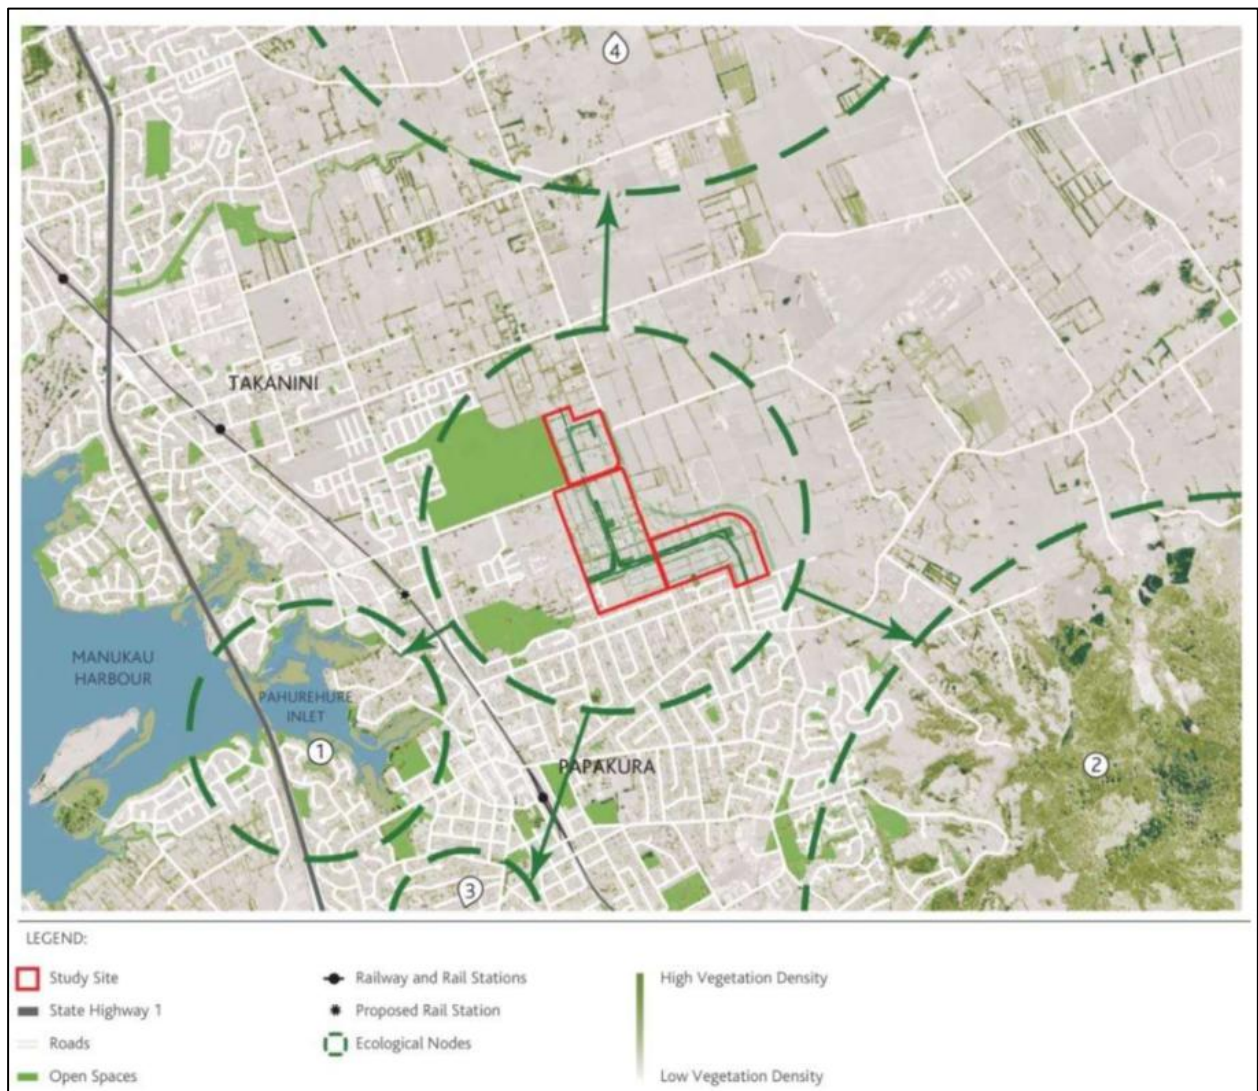 4
TAKANINI
MANUKAU
HARBOUR
PAHUREHURE
INLET
1
PAPAKURA
2
3
LEGEND:
Study Site
State Highway 1
Roads
Open Spaces
Railway and Rail Stations
Proposed Rail Station
Ecological Nodes
High Vegetation Density
Low Vegetation Density